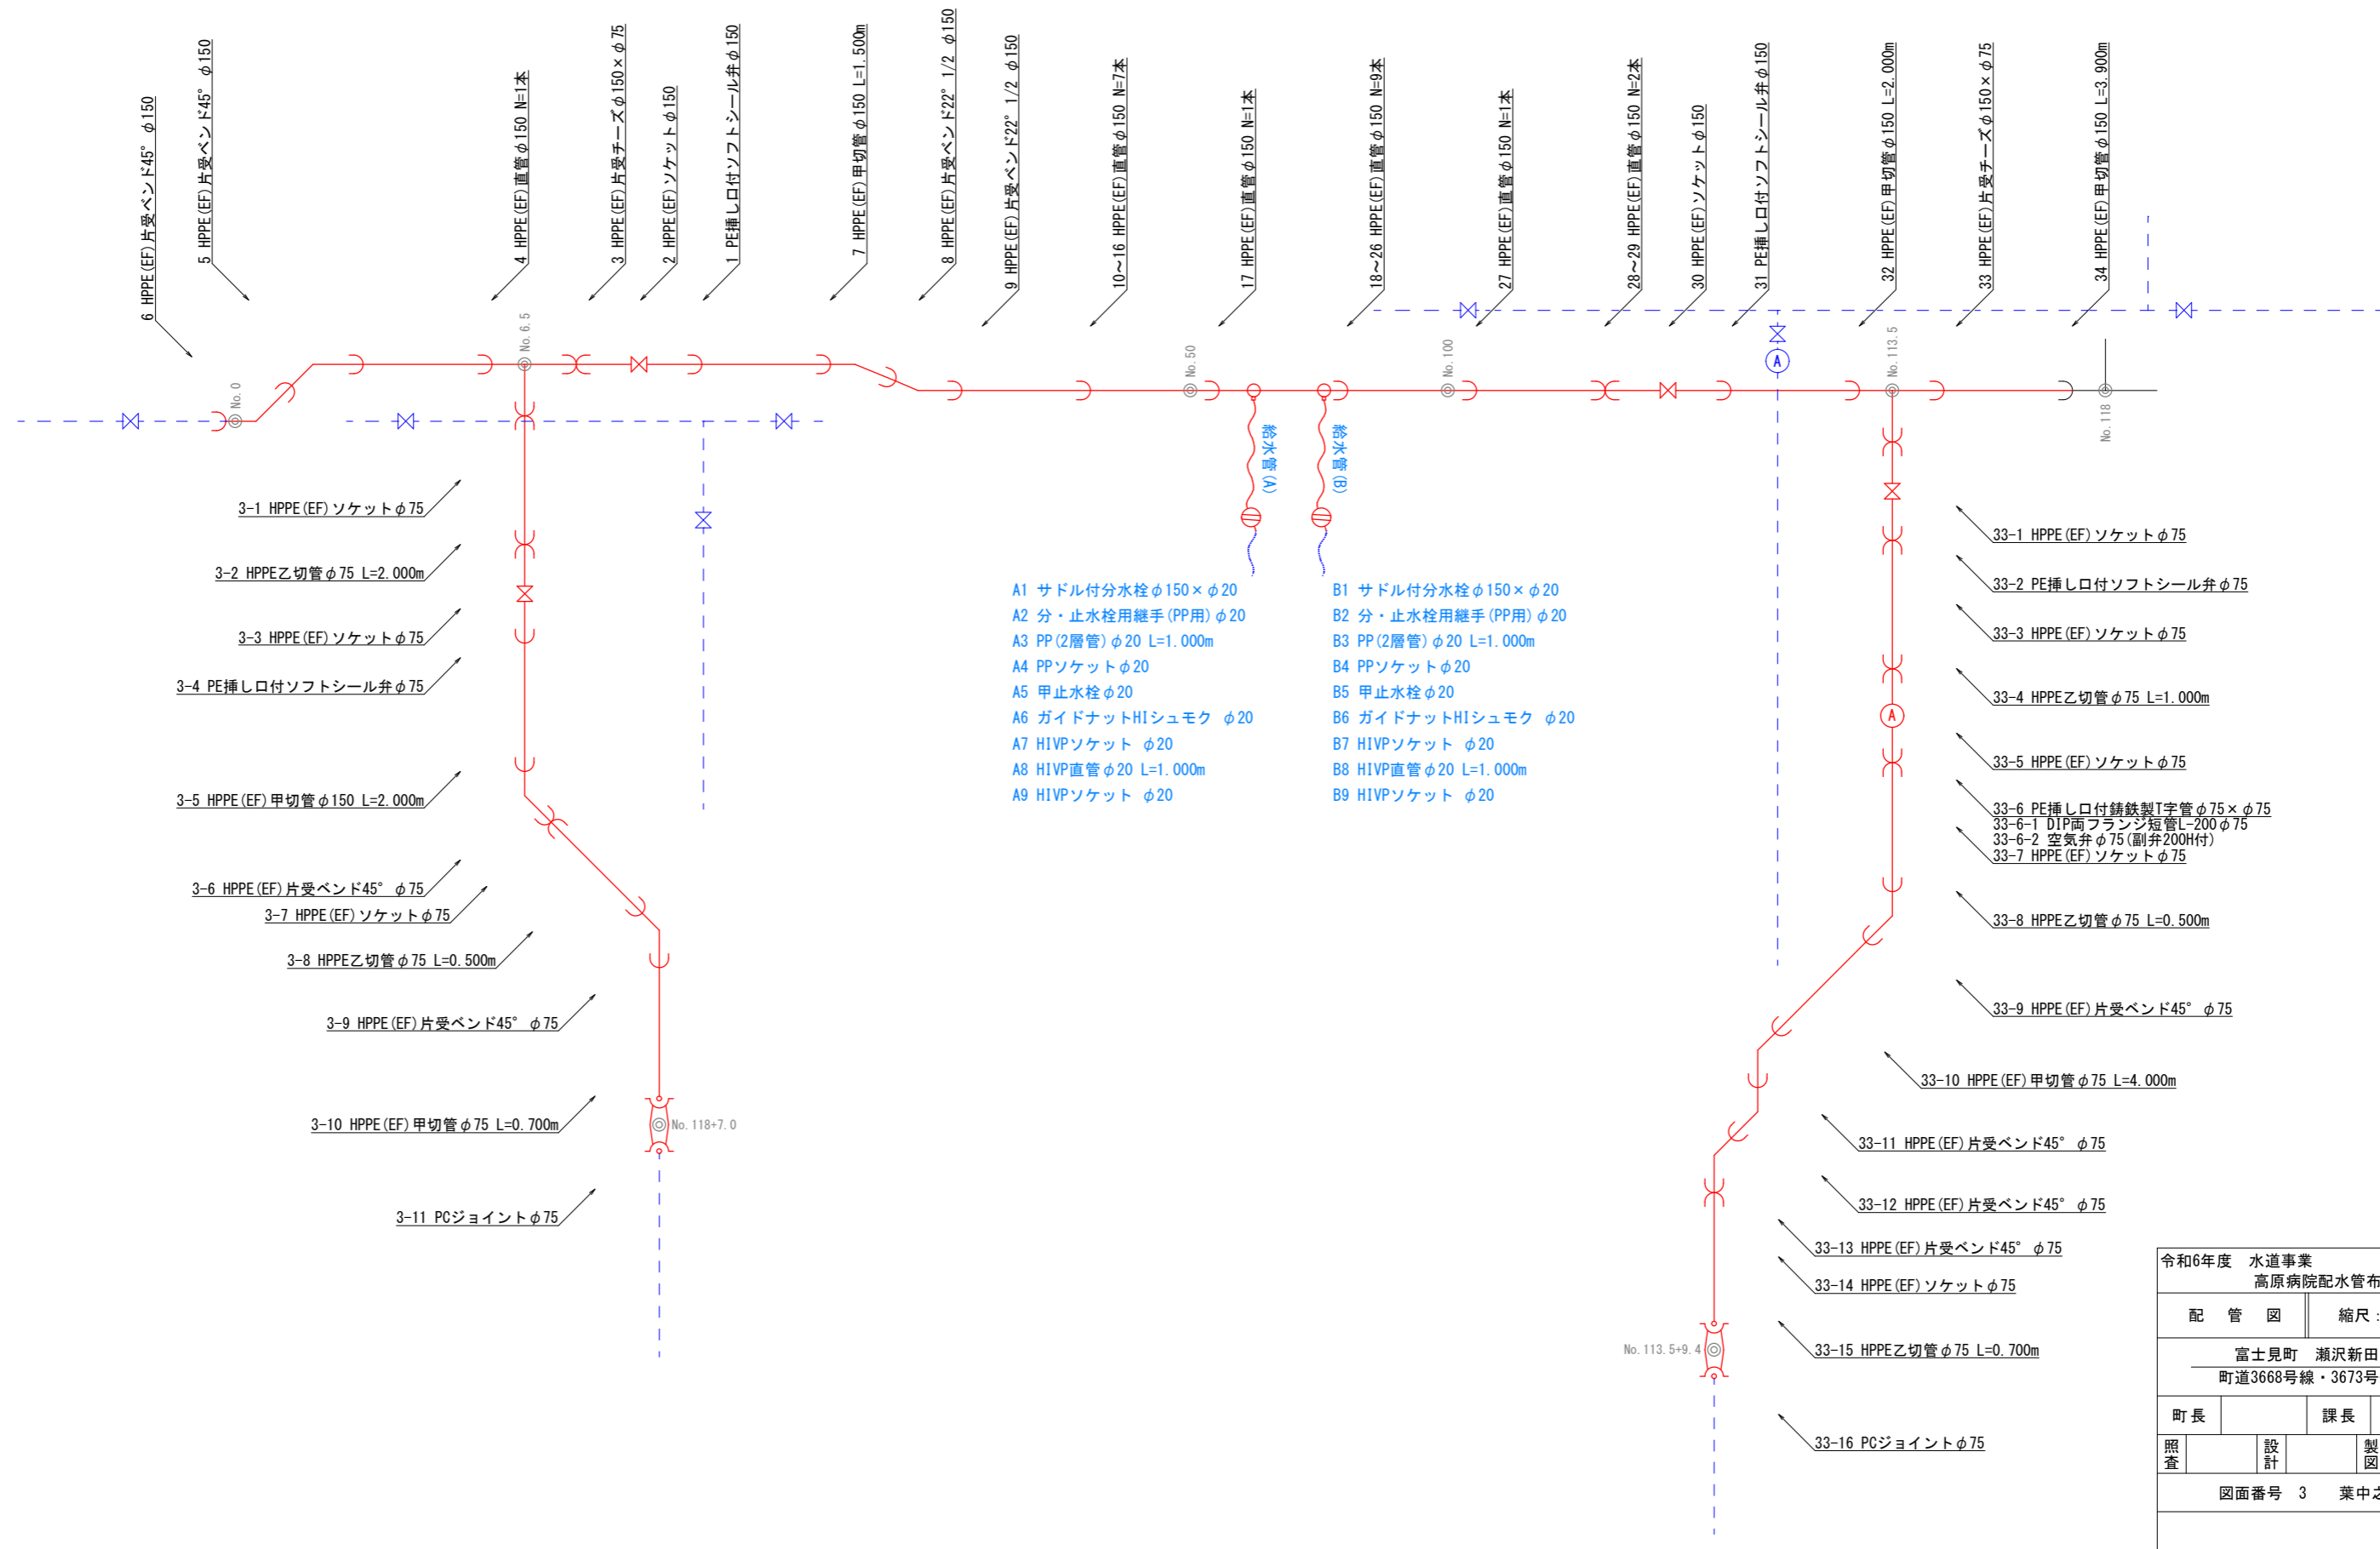 6 HPPE(EF)片受ベンド45° φ150
5 HPPE(EF)片受ベンド45° φ150
4 HPPE(EF)直管φ150 N=1本
3 HPPE(EF)片受チーズφ150×φ75
2 HPPE(EF)ソケットφ150
1 PE挿し口付ソフトシール弁φ150
7 HPPE(EF)甲切管φ150 L=1.500m
8 HPPE(EF)片受ベンド22° 1/2 φ150
9 HPPE(EF)片受ベンド22° 1/2 φ150
10~16 HPPE(EF)直管φ150 N=7本
17 HPPE(EF)直管φ150 N=1本
18~26 HPPE(EF)直管φ150 N=9本
27 HPPE(EF)直管φ150 N=1本
28~29 HPPE(EF)直管φ150 N=2本
30 HPPE(EF)ソケットφ150
31 PE挿し口付ソフトシール弁φ150
32 HPPE(EF)甲切管φ150 L=2.000m
33 HPPE(EF)片受チーズφ150×φ75
34 HPPE(EF)甲切管φ150 L=3.900m
No.0
No.6.5
No.50
No.100
A
No.113.5
No.118
給水管(A)
給水管(B)
3-1 HPPE(EF)ソケットφ75
3-2 HPPE乙切管φ75 L=2.000m
3-3 HPPE(EF)ソケットφ75
3-4 PE挿し口付ソフトシール弁φ75
3-5 HPPE(EF)甲切管φ150 L=2.000m
3-6 HPPE(EF)片受ベンド45° φ75
3-7 HPPE(EF)ソケットφ75
3-8 HPPE乙切管φ75 L=0.500m
3-9 HPPE(EF)片受ベンド45° φ75
3-10 HPPE(EF)甲切管φ75 L=0.700m
No.118+7.0
3-11 PCジョイントφ75
A1 サドル付分水栓φ150×φ20
A2 分・止水栓用継手(PP用)φ20
A3 PP(2層管)φ20 L=1.000m
A4 PPソケットφ20
A5 甲止水栓φ20
A6 ガイドナットHIシュモク φ20
A7 HIVPソケット φ20
A8 HIVP直管φ20 L=1.000m
A9 HIVPソケット φ20
B1 サドル付分水栓φ150×φ20
B2 分・止水栓用継手(PP用)φ20
B3 PP(2層管)φ20 L=1.000m
B4 PPソケットφ20
B5 甲止水栓φ20
B6 ガイドナットHIシュモク φ20
B7 HIVPソケット φ20
B8 HIVP直管φ20 L=1.000m
B9 HIVPソケット φ20
33-1 HPPE(EF)ソケットφ75
33-2 PE挿し口付ソフトシール弁φ75
33-3 HPPE(EF)ソケットφ75
33-4 HPPE乙切管φ75 L=1.000m
A
33-5 HPPE(EF)ソケットφ75
33-6 PE挿し口付鋳鉄製T字管φ75×φ75
33-6-1 DIP両フランジ短管L-200φ75
33-6-2 空気弁φ75(副弁200H付)
33-7 HPPE(EF)ソケットφ75
33-8 HPPE乙切管φ75 L=0.500m
33-9 HPPE(EF)片受ベンド45° φ75
33-10 HPPE(EF)甲切管φ75 L=4.000m
33-11 HPPE(EF)片受ベンド45° φ75
33-12 HPPE(EF)片受ベンド45° φ75
33-13 HPPE(EF)片受ベンド45° φ75
33-14 HPPE(EF)ソケットφ75
No.113.5+9.4
33-15 HPPE乙切管φ75 L=0.700m
33-16 PCジョイントφ75
令和6年度 水道事業
高原病院配水管布
配 管 図 縮尺:
富士見町 瀬沢新田
町道3668号線・3673号
町長 課長
照査 設計 製図
図面番号 3 葉中